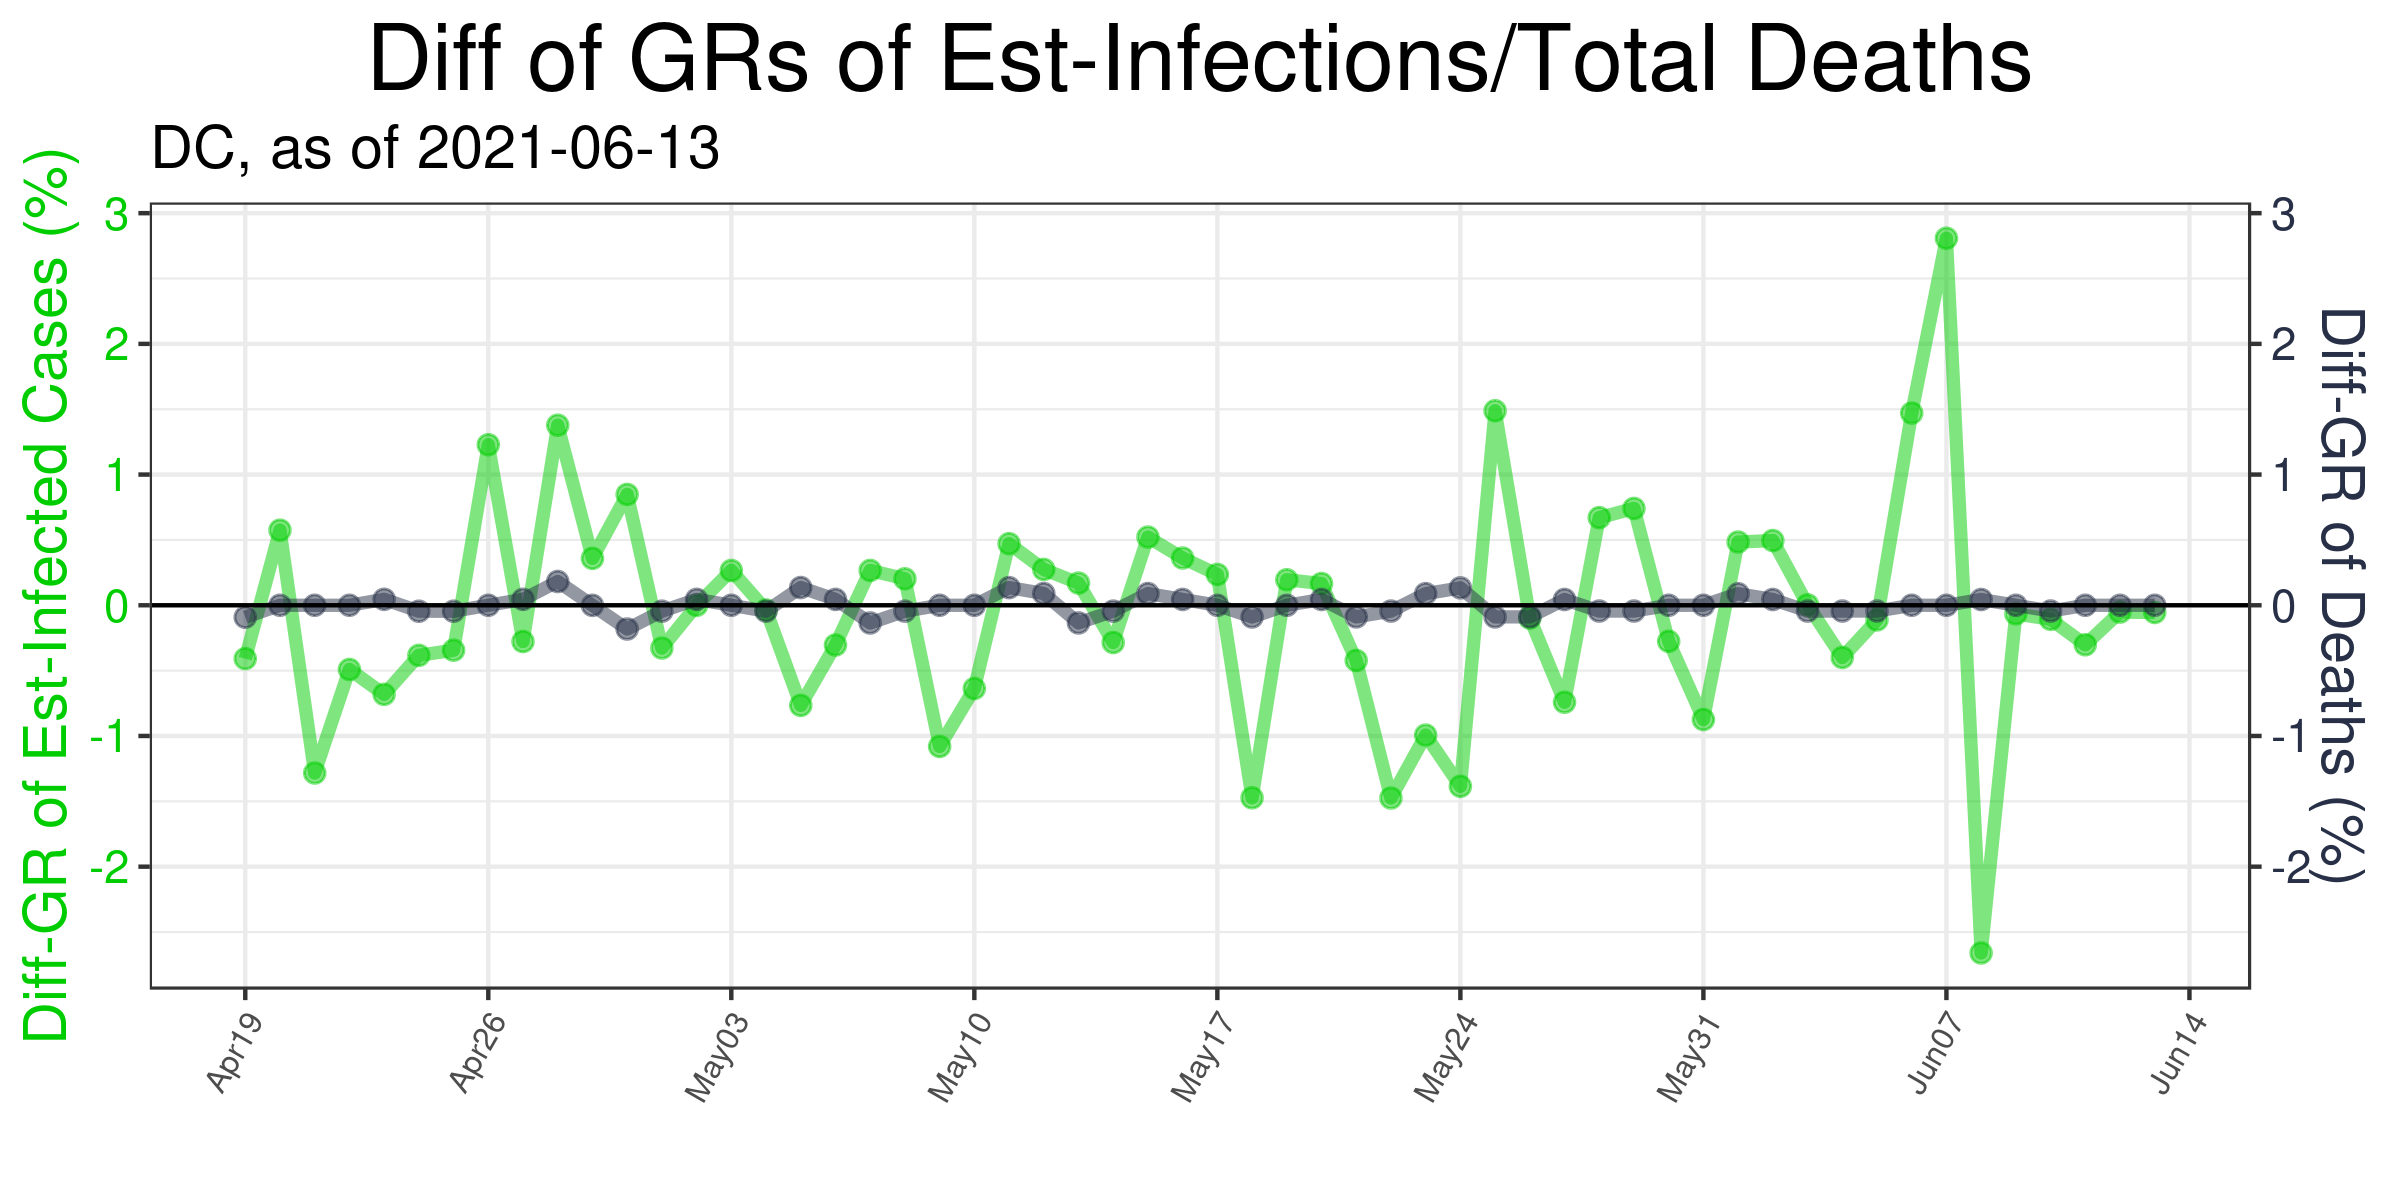 Diff of GRs of Est-Infections/Total Deaths
DC, as of 2021-06-13
Diff-GR of Est-Infected Cases (%)
3
2
1
0
-1
-2
3
2
1
0
-1
-2
Diff-GR of Deaths (%)
Apr19
Apr26
May03
May10
May17
May24
May31
Jun07
Jun14